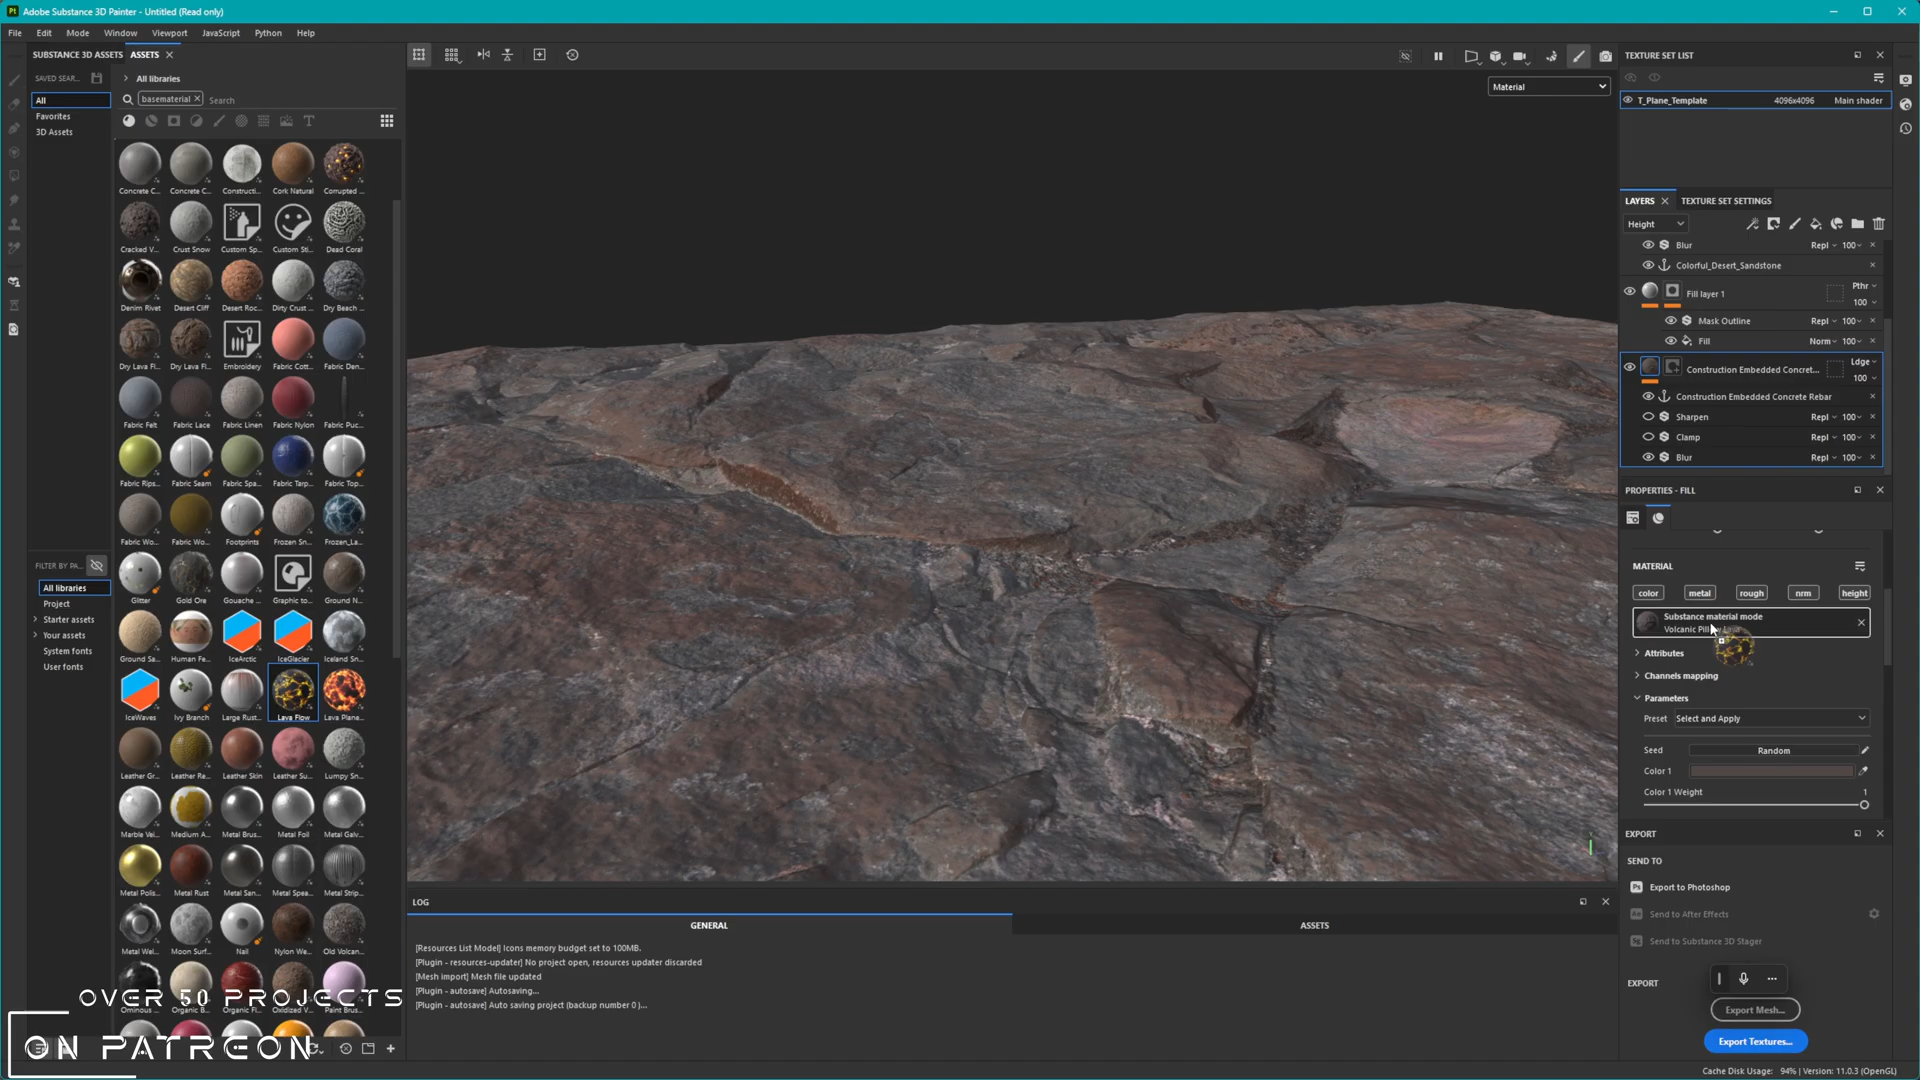 Pt Adobe Substance 3D Painter - Untitled (Read only)
File Edit Mode Window Viewport JavaScript Python Help
SUBSTANCE 3D ASSETS ASSETS
SAVED SEAR...
All
Favorites
3D Assets
All libraries
basematerial Search
Concrete C... Concrete C... Constructi... Cork Natural Corrupted ...
Cracked V... Crust Snow Custom Sp... Custom Sti... Dead Coral
Denim Rivet Desert Cliff Desert Roc... Dirty Crust ... Dry Beach ...
Dry Lava Fl... Dry Lava Fl... Embroidery Fabric Cott... Fabric Den...
Fabric Felt Fabric Lace Fabric Linen Fabric Nylon Fabric Puc...
Fabric Rips... Fabric Seam Fabric Spa... Fabric Tarp... Fabric Top...
Fabric Wo... Fabric Wo... Footprints Frozen Sn... Frozen_La...
Glitter Gold Ore Gouache ... Graphic to... Ground N...
Ground Sa... Human Fe... IceArctic IceGlacier Iceland Sn...
IceWaves Ivy Branch Large Rust... Lava Flow Lava Plane...
Leather Gr... Leather Re... Leather Skin Leather Su... Lumpy Sn...
Marble Vei... Medium A... Metal Brus... Metal Foil Metal Galv...
Metal Polis... Metal Rust Metal San... Metal Spea... Metal Strip...
Metal Wel... Moon Surf... Nail Nylon We... Old Volcan...
Ominous ... Organic B... Organic Fl... Oxidized V... Paint Brus...
FILTER BY PA...
All libraries
Project
Starter assets
Your assets
System fonts
User fonts
OVER 50 PROJECTS
ON PATREON
Material
LOG
GENERAL ASSETS
[Resources List Model] Icons memory budget set to 100MB.
[Plugin - resources-updater] No project open, resources updater discarded
[Mesh import] Mesh file updated
[Plugin - autosave] Autosaving...
[Plugin - autosave] Auto saving project (backup number 0 )...
TEXTURE SET LIST
T_Plane_Template 4096x4096 Main shader
LAYERS TEXTURE SET SETTINGS
Height
Blur Repl 100
Colorful_Desert_Sandstone
Fill layer 1 Pthr 100
Mask Outline Repl 100
Fill Norm 100
Construction Embedded Concret... Ldge 100
Construction Embedded Concrete Rebar
Sharpen Repl 100
Clamp Repl 100
Blur Repl 100
PROPERTIES - FILL
MATERIAL
color metal rough nrm height
Substance material mode
Volcanic
Attributes
Channels mapping
Parameters
Preset Select and Apply
Seed Random
Color 1
Color 1 Weight 1
EXPORT
SEND TO
Ps Export to Photoshop
Send to After Effects
Send to Substance 3D Stager
EXPORT
Export Mesh...
Export Textures...
Cache Disk Usage: 94% | Version: 11.0.3 (OpenGL)